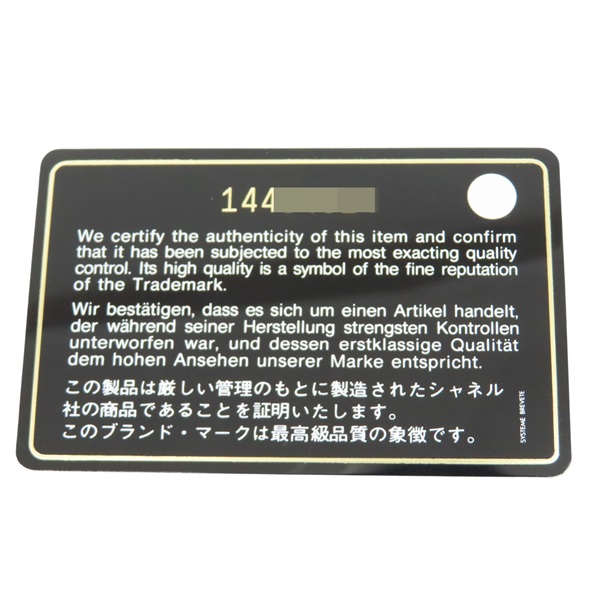 144
We certify the authenticity of this item and confirm
that it has been subjected to the most exacting quality
control. Its high quality is a symbol of the fine reputation
of the Trademark.
Wir bestätigen, dass es sich um einen Artikel handelt,
der während seiner Herstellung strengsten Kontrollen
unterworfen war, und dessen erstklassige Qualität
dem hohen Ansehen unserer Marke entspricht.
この製品は厳しい管理のもとに製造されたシャネル
社の商品であることを証明いたします。
このブランド・マークは最高級品質の象徴です。
SYSTEME BREVETE